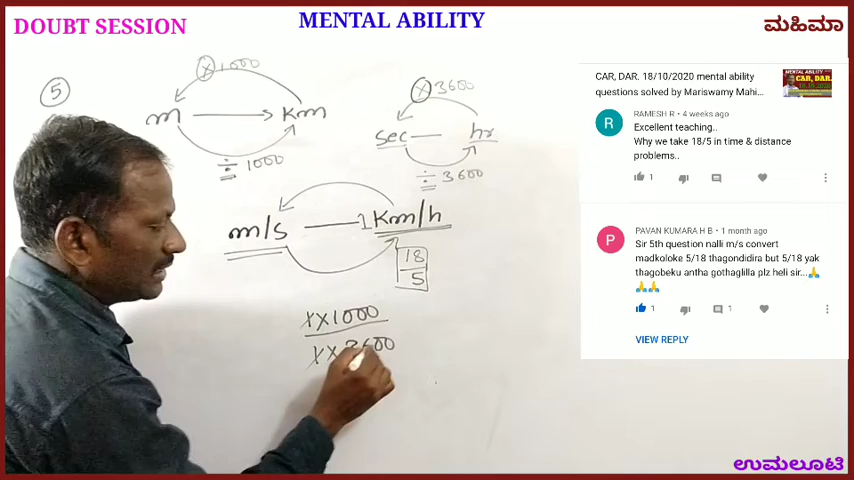 DOUBT SESSION
MENTAL ABILITY
ಮಹಿಮಾ
5
× 1000
m → Km
÷ 1000
× 3600
sec — hr
÷ 3600
m/s — 1 Km/h
18
5
1 × 1000
1 × 3600
CAR, DAR. 18/10/2020 mental ability
questions solved by Mariswamy Mahi...
MENTAL ABILITY
CAR, DAR.
R
RAMESH R • 4 weeks ago
Excellent teaching..
Why we take 18/5 in time & distance
problems..
1
P
PAVAN KUMARA H B • 1 month ago
Sir 5th question nalli m/s convert
madkoloke 5/18 thagondidira but 5/18 yak
thagobeku antha gothaglilla plz heli sir...🙏
🙏🙏
1 1
VIEW REPLY
ಉಮಲೂಟಿ